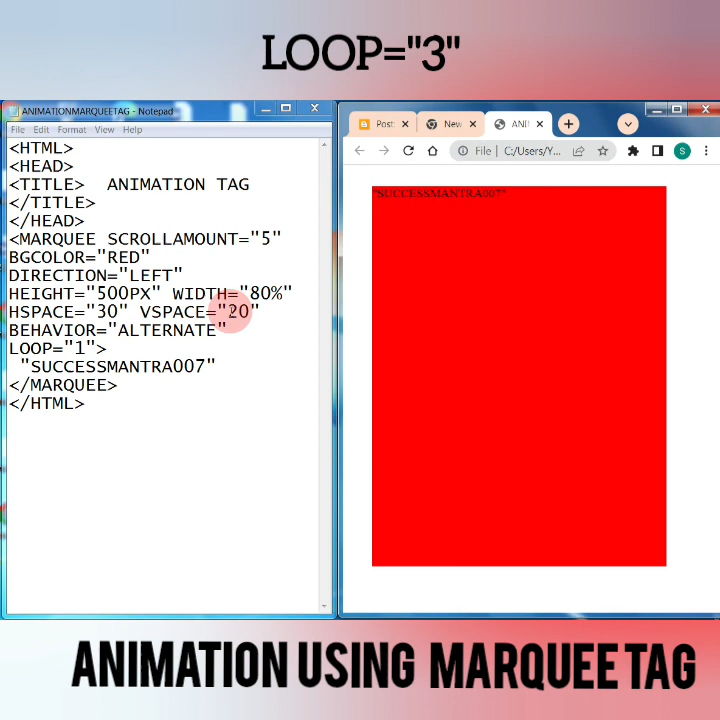 LOOP="3"
ANIMATIONMARQUEETAG - Notepad
File Edit Format View Help
<HTML>
<HEAD>
<TITLE>  ANIMATION TAG
</TITLE>
</HEAD>
<MARQUEE SCROLLAMOUNT="5"
BGCOLOR="RED"
DIRECTION="LEFT"
HEIGHT="500PX" WIDTH="80%"
HSPACE="30" VSPACE="20"
BEHAVIOR="ALTERNATE"
LOOP="1">
"SUCCESSMANTRA007"
</MARQUEE>
</HTML>
Post: New ANI
File C:/Users/Y... S
"SUCCESSMANTRA007"
ANIMATION USING MARQUEE TAG